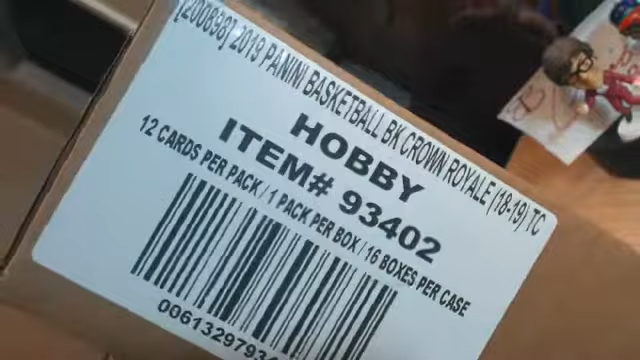 [200898] 2019 PANINI BASKETBALL BK CROWN ROYALE (18-19) TC
HOBBY
ITEM# 93402
12 CARDS PER PACK / 1 PACK PER BOX / 16 BOXES PER CASE
0061329793